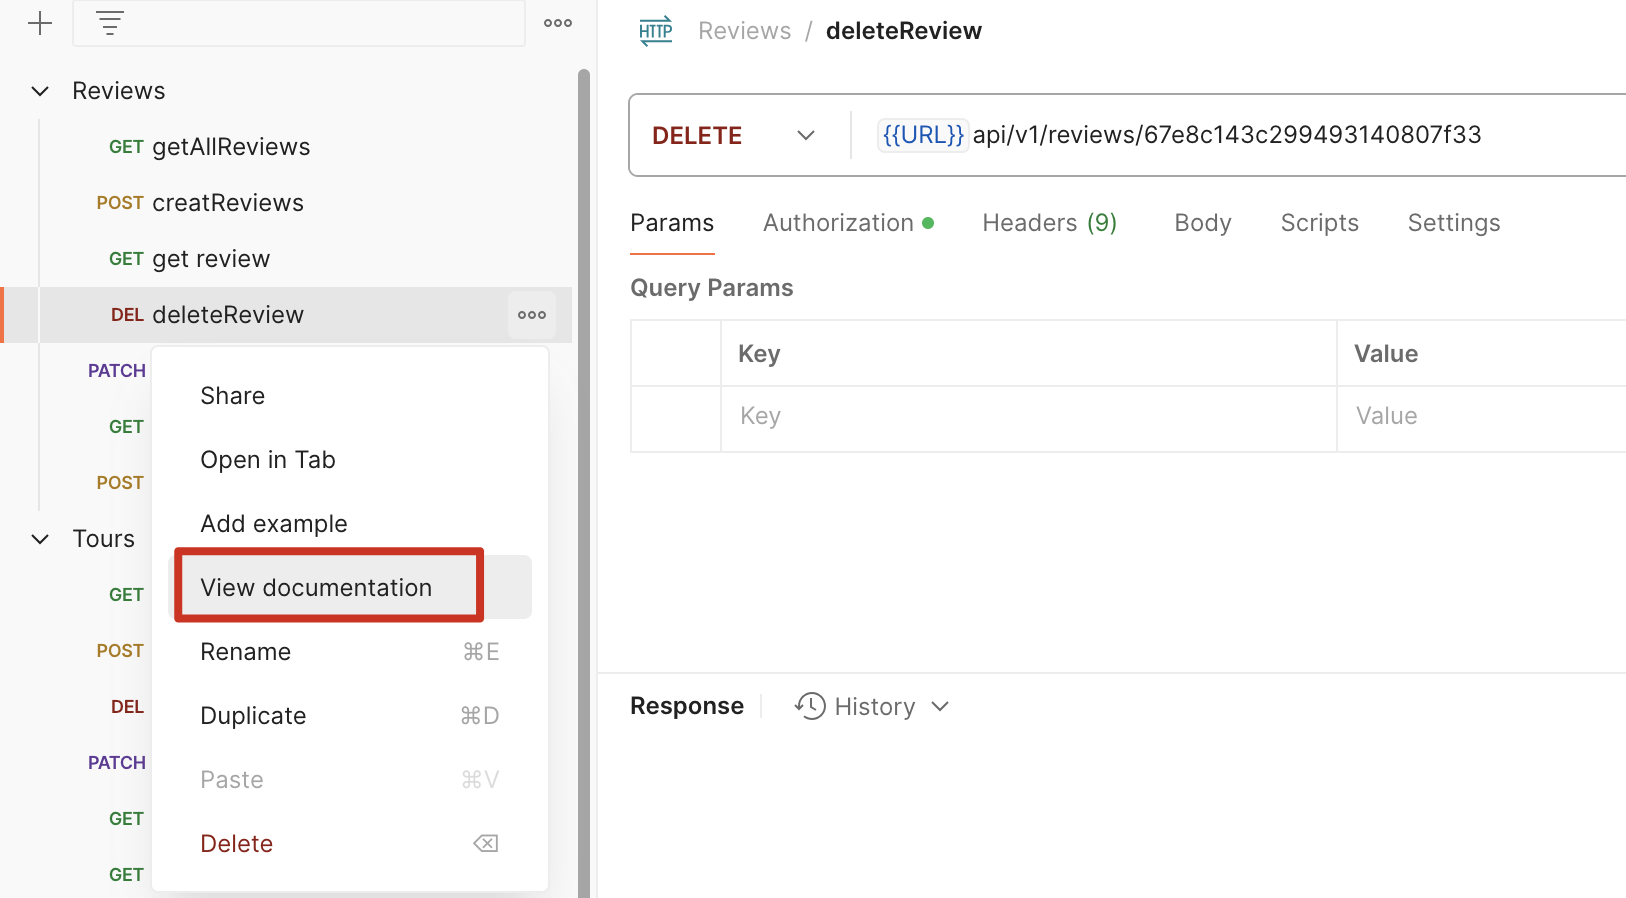 Reviews
GET getAllReviews
POST creatReviews
GET get review
DEL deleteReview
PATCH
GET
POST
Tours
GET
POST
DEL
PATCH
GET
GET
Share
Open in Tab
Add example
View documentation
Rename ⌘E
Duplicate ⌘D
Paste ⌘V
Delete ⌫
HTTP Reviews / deleteReview
DELETE {{URL}} api/v1/reviews/67e8c143c299493140807f33
Params Authorization Headers (9) Body Scripts Settings
Query Params
Key Value
Key Value
Response History